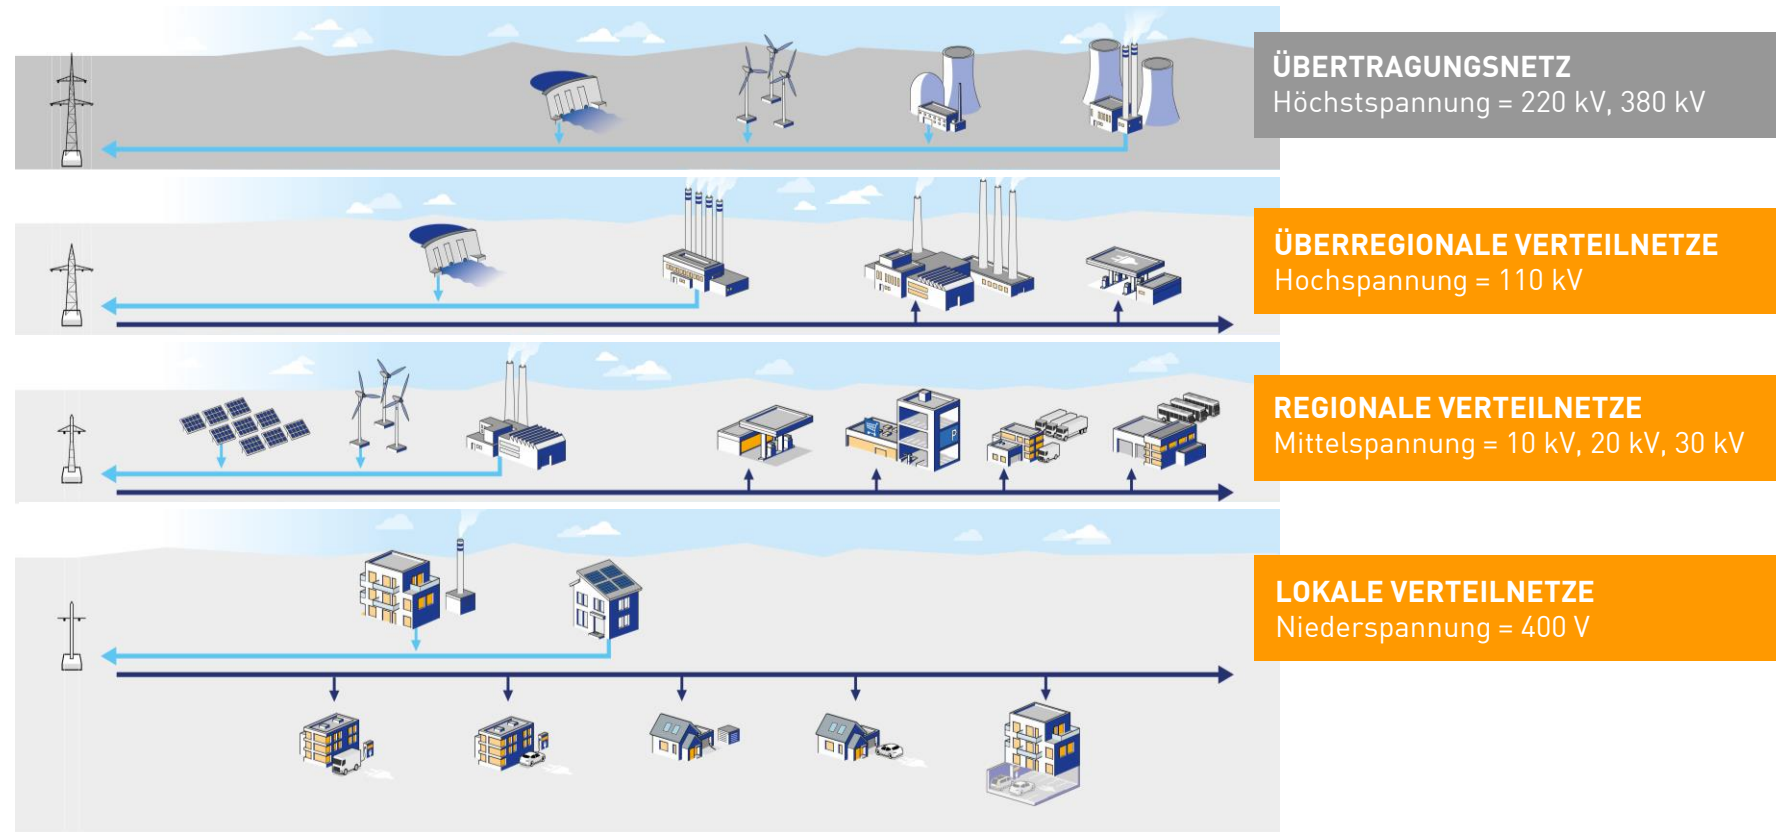 ÜBERTRAGUNGSNETZ
Höchstspannung = 220 kV, 380 kV
ÜBERREGIONALE VERTEILNETZE
Hochspannung = 110 kV
REGIONALE VERTEILNETZE
Mittelspannung = 10 kV, 20 kV, 30 kV
P
LOKALE VERTEILNETZE
Niederspannung = 400 V